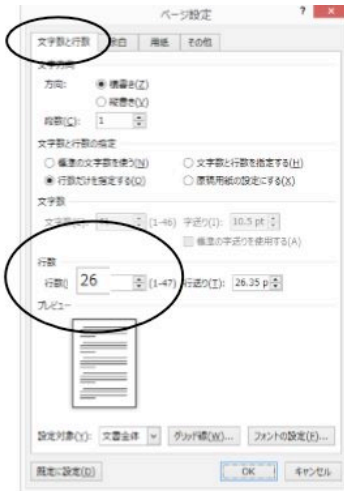 ページ設定 ? ×
文字数と行数 余白 用紙 その他
文字方向
方向: 横書き(Z)
縦書き(V)
段数(C): 1
文字数と行数の指定
標準の文字数を使う(N) 文字数と行数を指定する(H)
行数だけを指定する(O) 原稿用紙の設定にする(X)
文字数
文字数(E): (1-46) 字送り(I): 10.5 pt
標準の字送りを使用する(A)
行数
行数( 26 (1-47) 行送り(T): 26.35 p
プレビュー
設定対象(Y): 文書全体 グリッド線(W)... フォントの設定(F)...
既定に設定(D) OK キャンセル